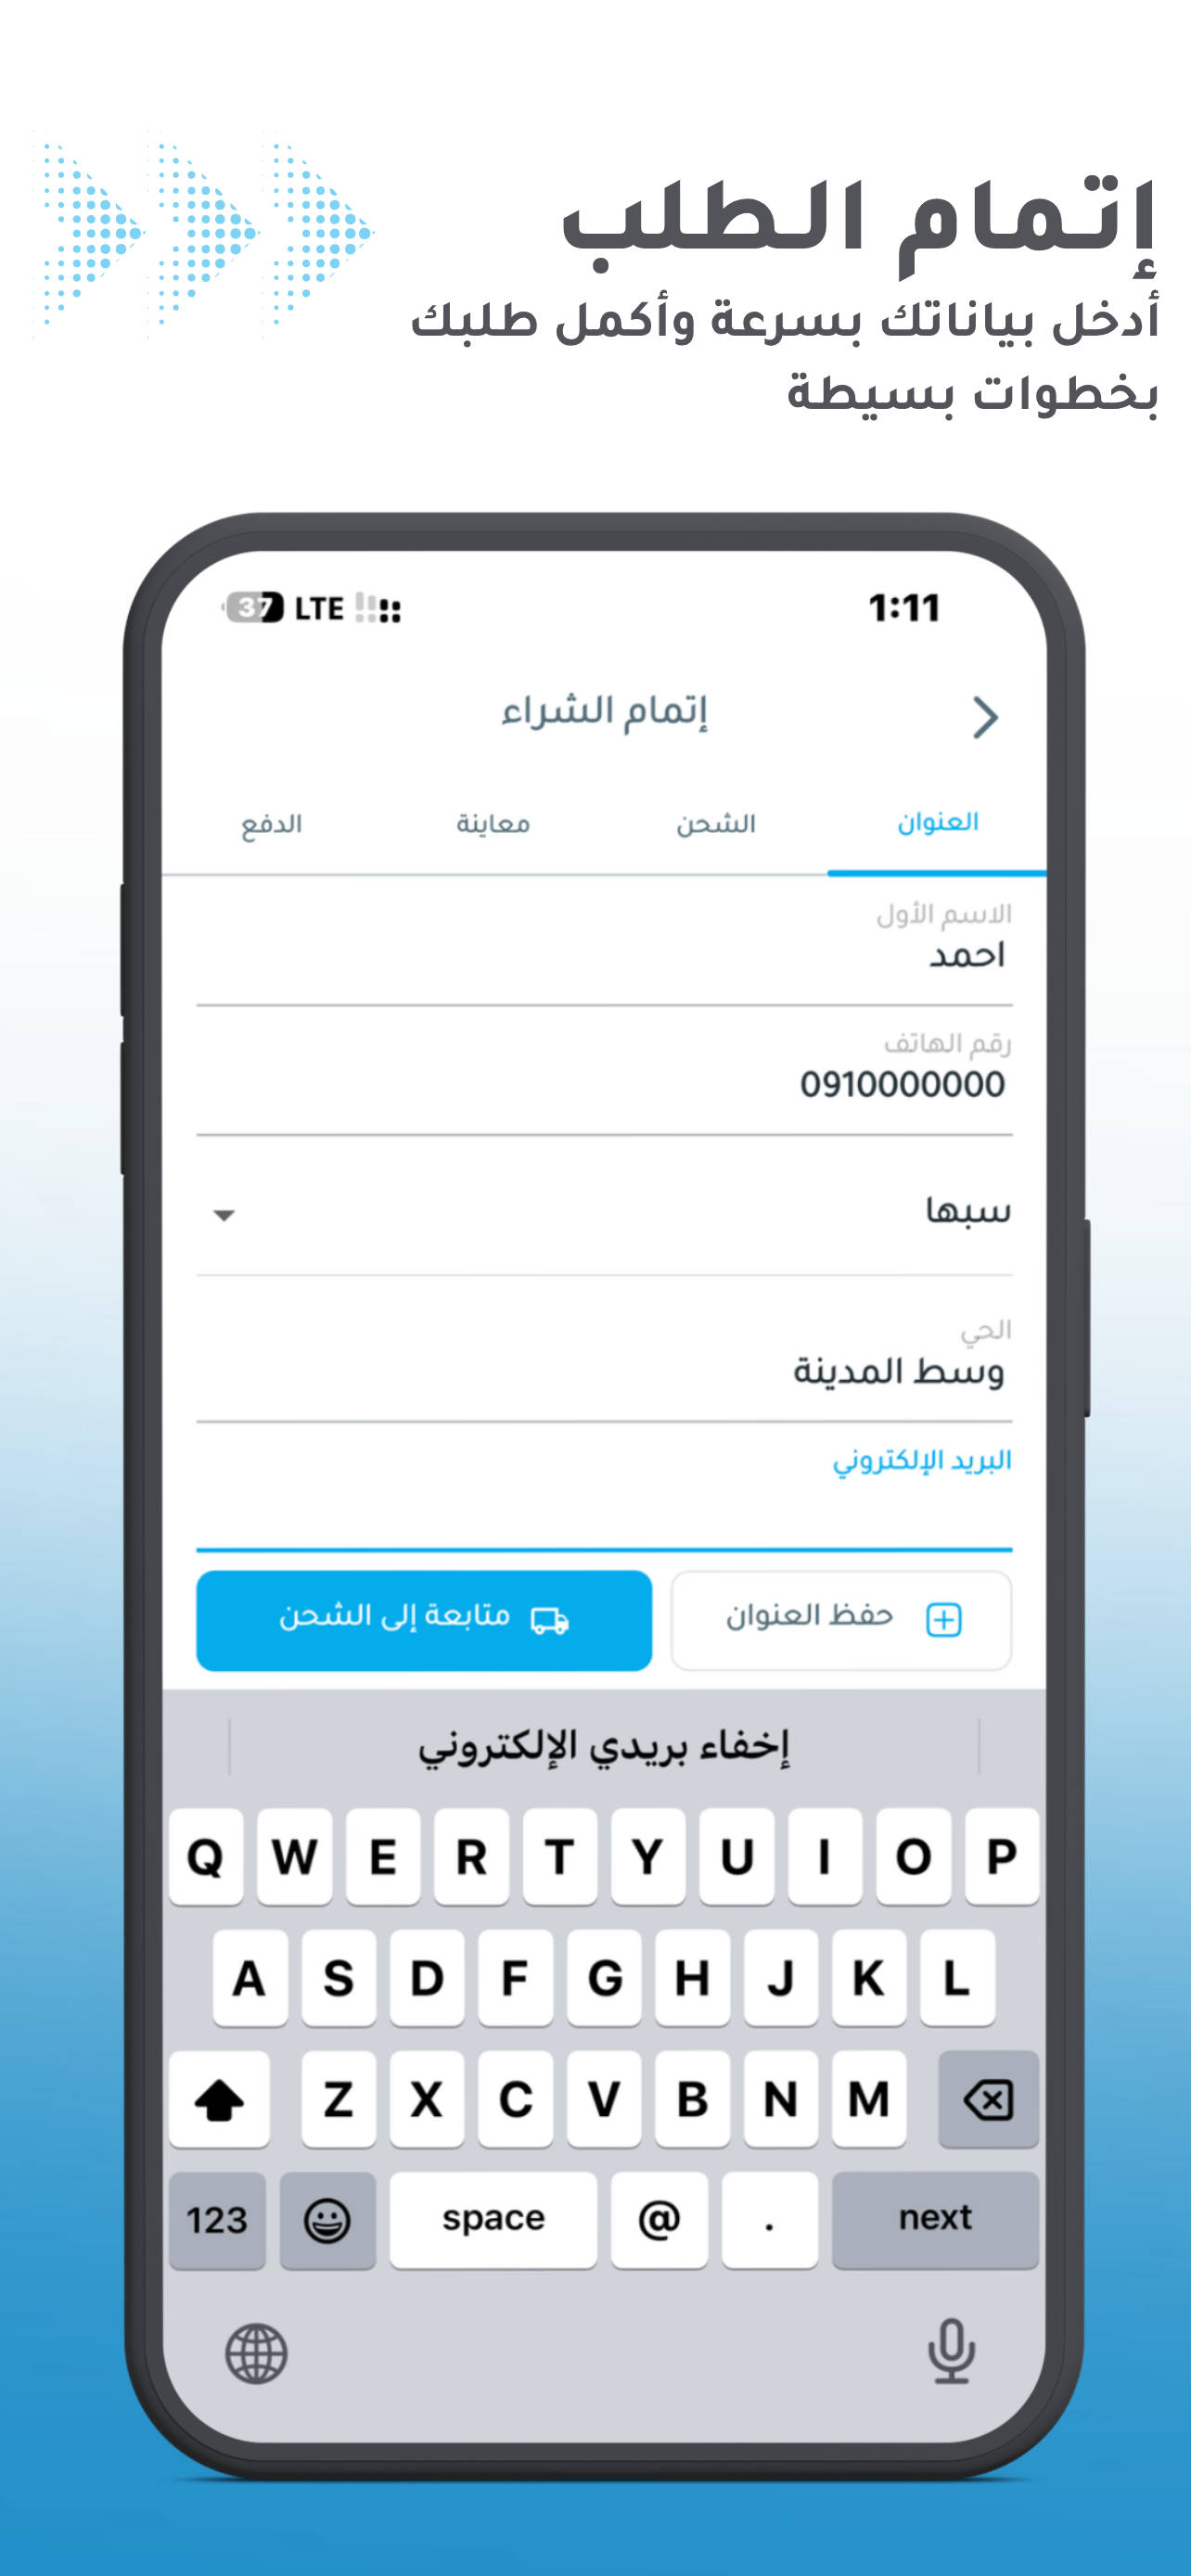 إتمام الطلب
أدخل بياناتك بسرعة وأكمل طلبك
بخطوات بسيطة
1:11 LTE 37
إتمام الشراء
العنوان الشحن معاينة الدفع
الاسم الأول
احمد
رقم الهاتف
0910000000
سبها
الحي
وسط المدينة
البريد الإلكتروني
حفظ العنوان متابعة إلى الشحن
إخفاء بريدي الإلكتروني
Q W E R T Y U I O P
A S D F G H J K L
Z X C V B N M
123 space @ . next